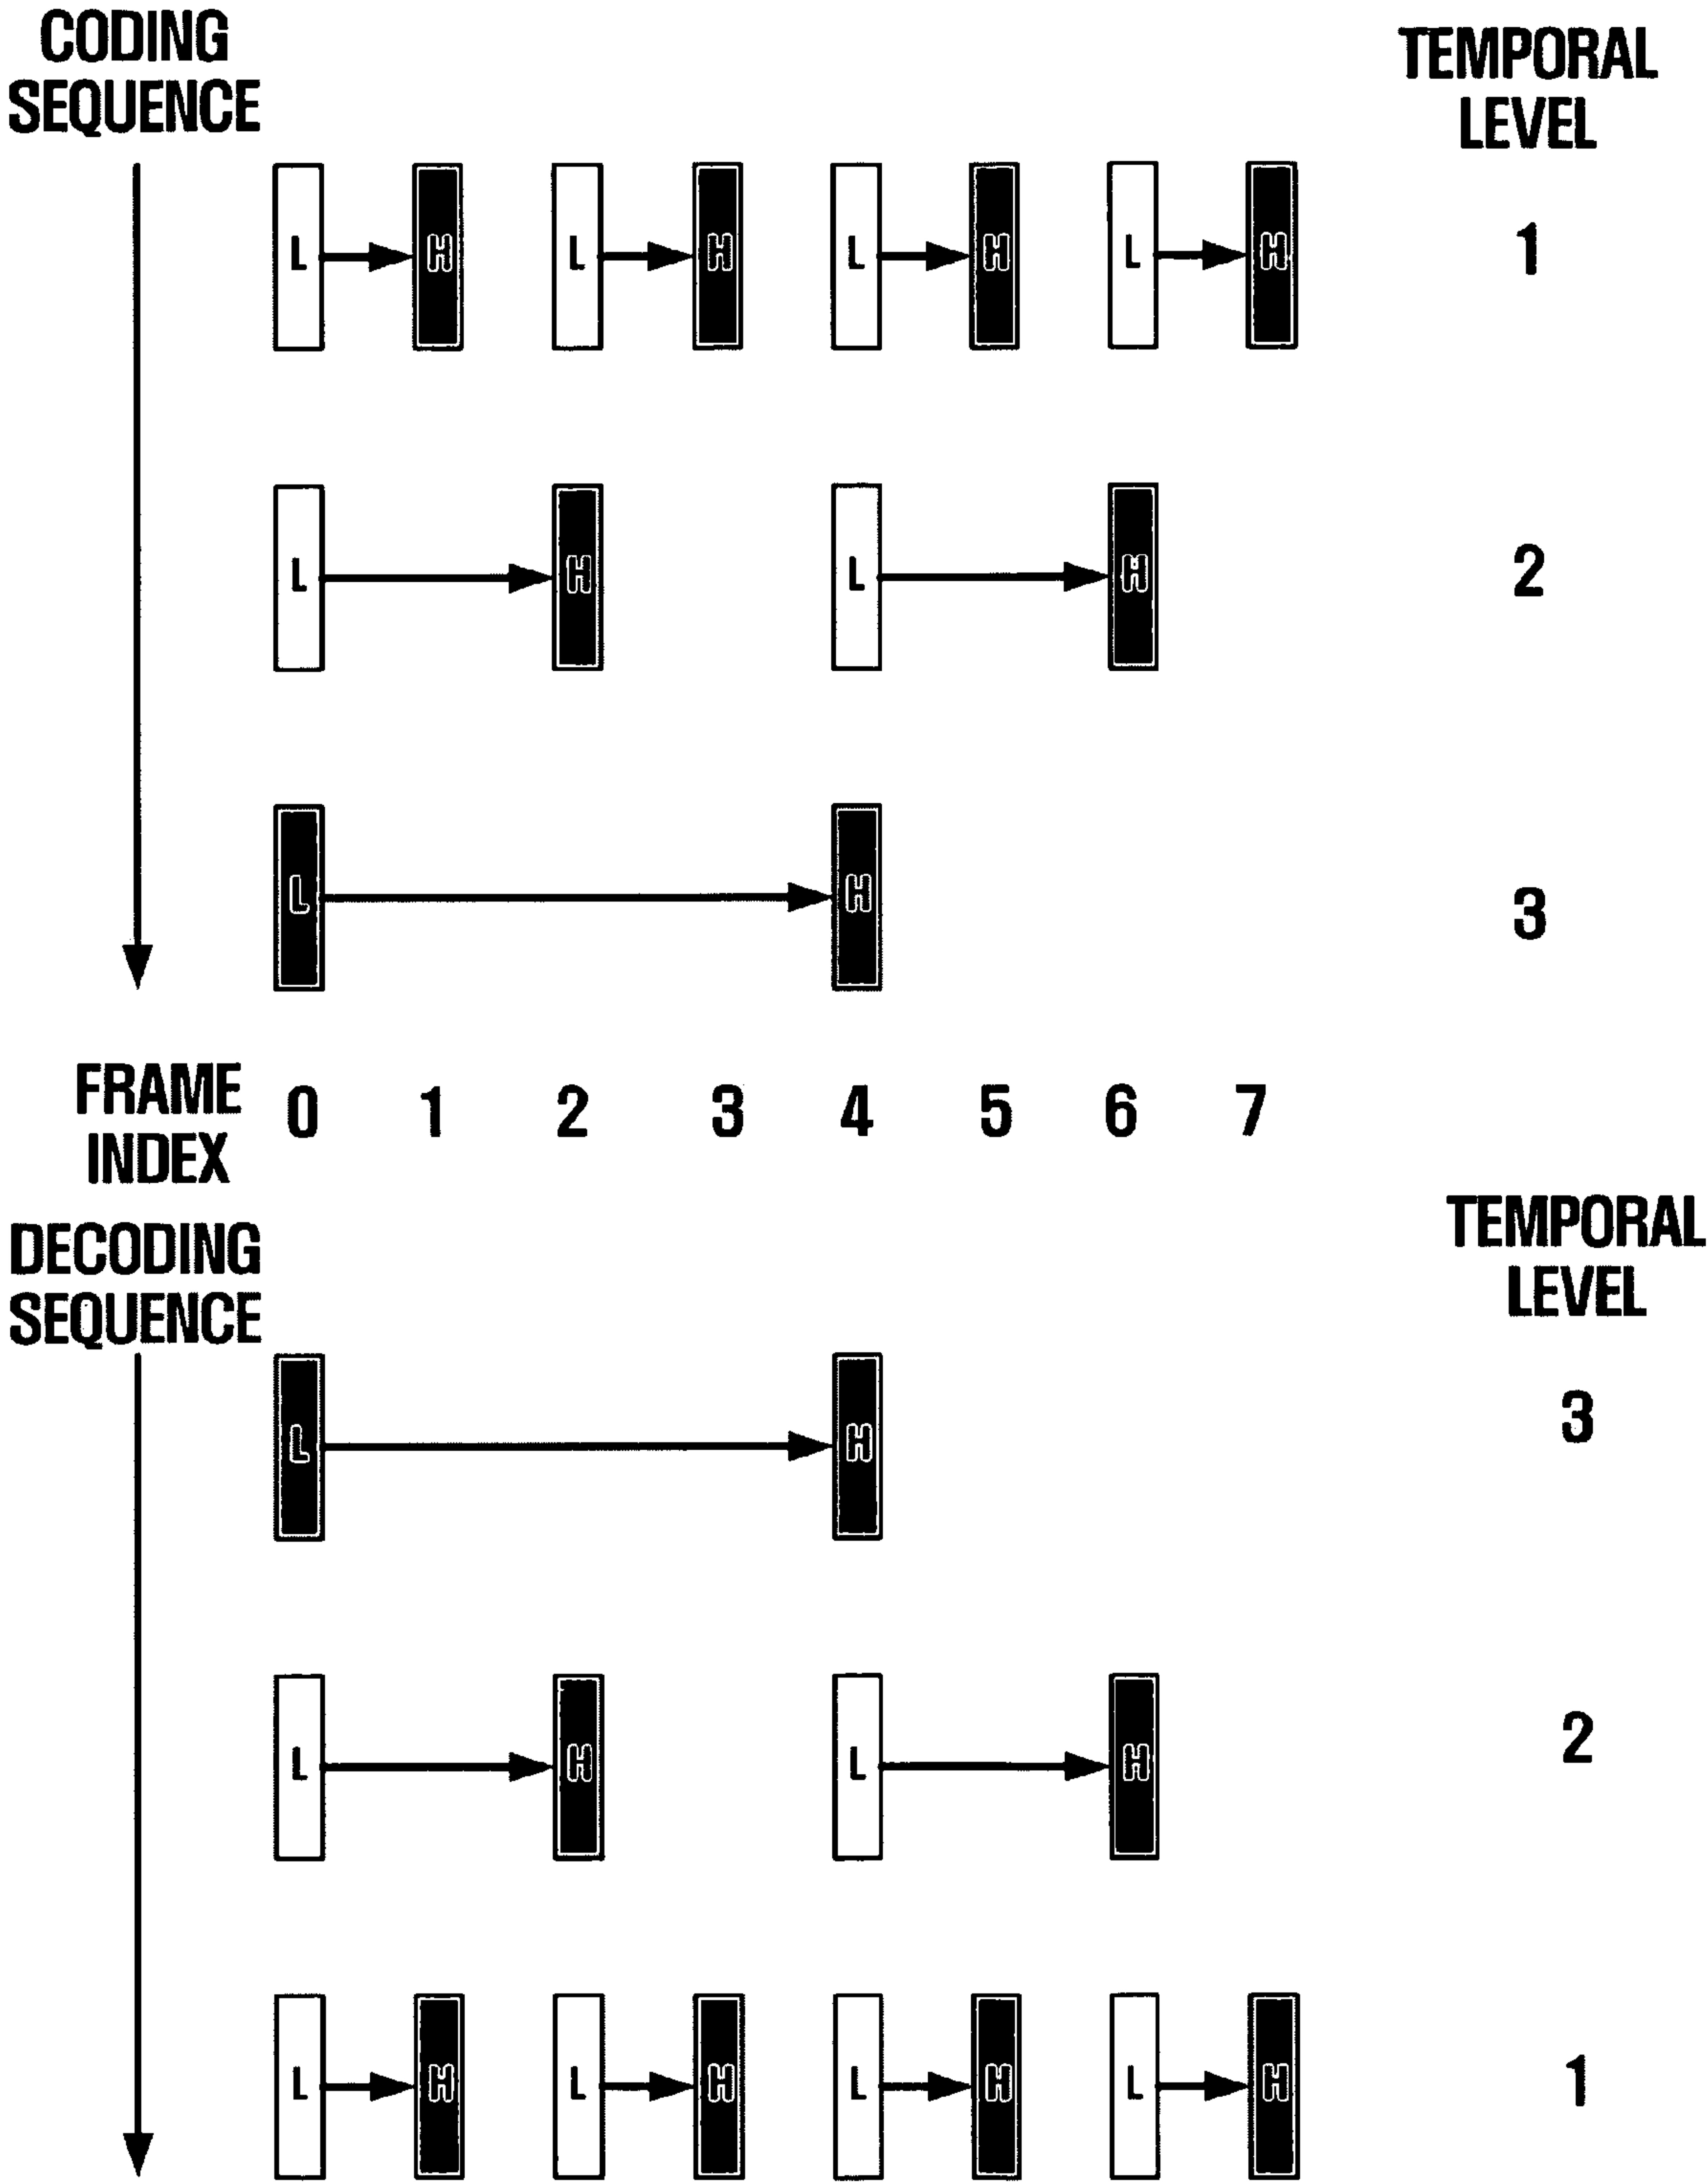 CODING
SEQUENCE
TEMPORAL
LEVEL
L H L H L H L H 1
L H L H 2
L H 3
FRAME
INDEX
0 1 2 3 4 5 6 7
DECODING
SEQUENCE
TEMPORAL
LEVEL
L H 3
L H L H 2
L H L H L H L H 1